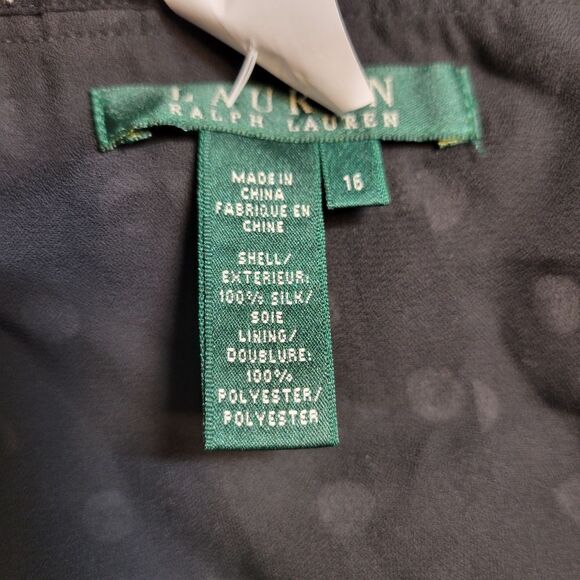 LAUREN
RALPH LAUREN
16
MADE IN
CHINA
FABRIQUE EN
CHINE
SHELL/
EXTERIEUR:
100% SILK/
SOIE
LINING/
DOUBLURE:
100%
POLYESTER/
POLYESTER